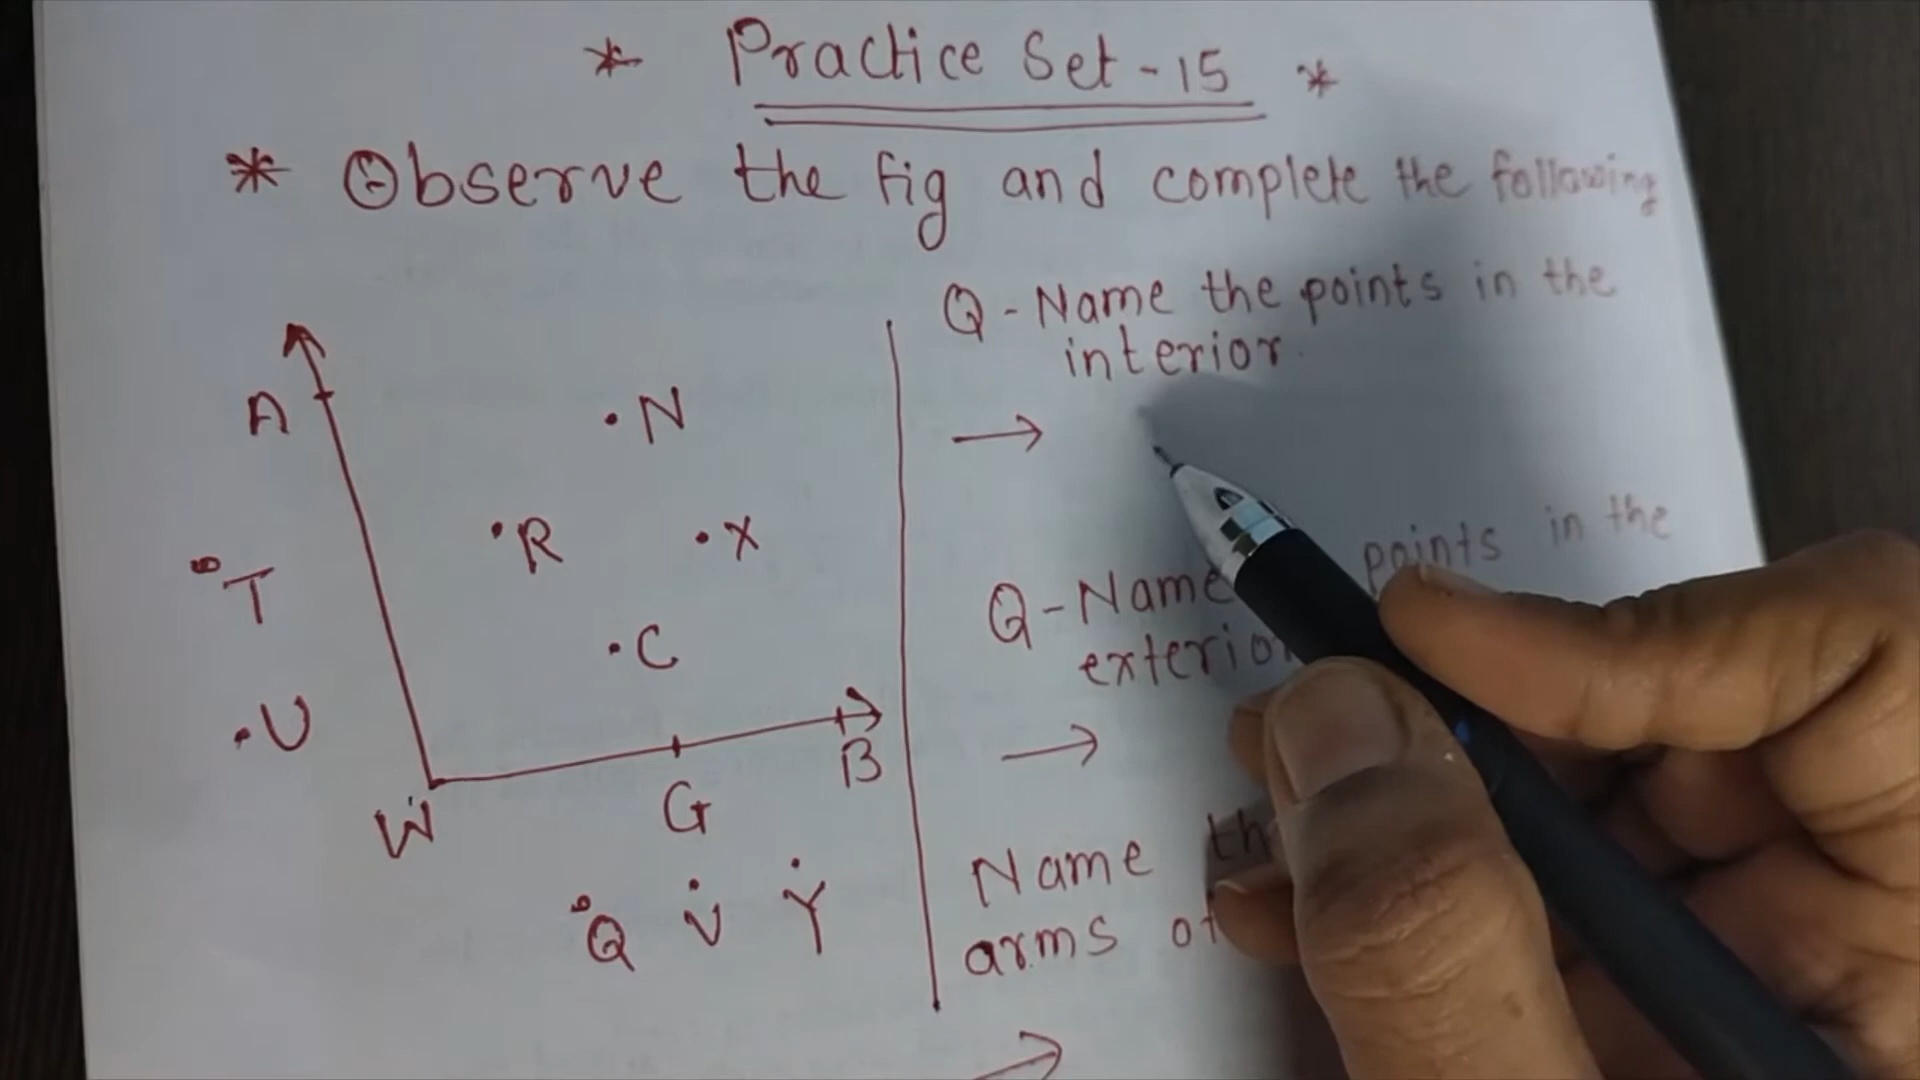 * Practice Set - 15 *
* Observe the fig and complete the following
Q - Name the points in the
interior.
A
. N
. R
. X
T
. C
. U
B
W
G
Q
V
Y
→
Q - Name points in the
exterior
→
Name
arms of
→